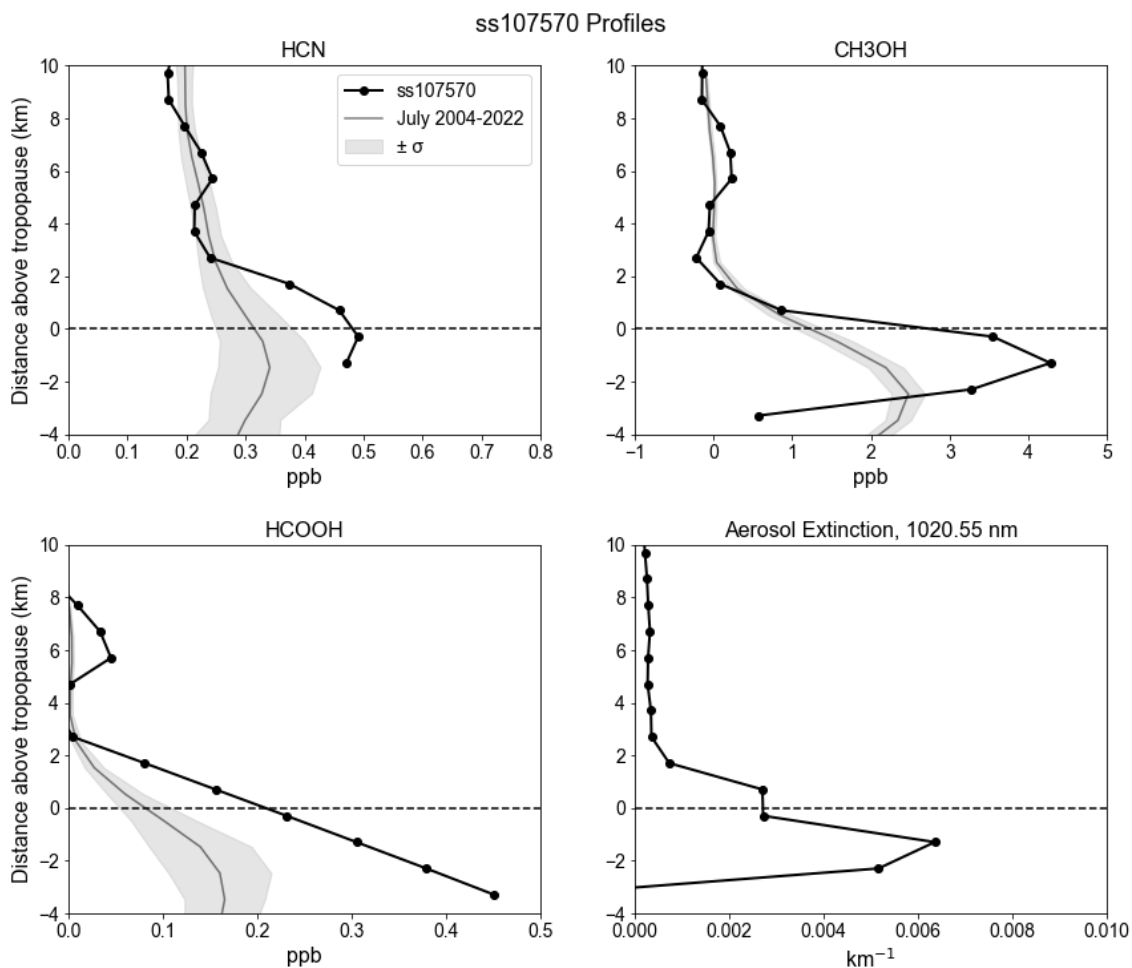 ss107570 Profiles
HCN
CH3OH
10
8
6
4
2
0
−2
−4
Distance above tropopause (km)
ss107570
July 2004-2022
± σ
0.0 0.1 0.2 0.3 0.4 0.5 0.6 0.7 0.8
ppb
10
8
6
4
2
0
−2
−4
−1 0 1 2 3 4 5
ppb
HCOOH
Aerosol Extinction, 1020.55 nm
10
8
6
4
2
0
−2
−4
Distance above tropopause (km)
0.0 0.1 0.2 0.3 0.4 0.5
ppb
10
8
6
4
2
0
−2
−4
0.000 0.002 0.004 0.006 0.008 0.010
km⁻¹